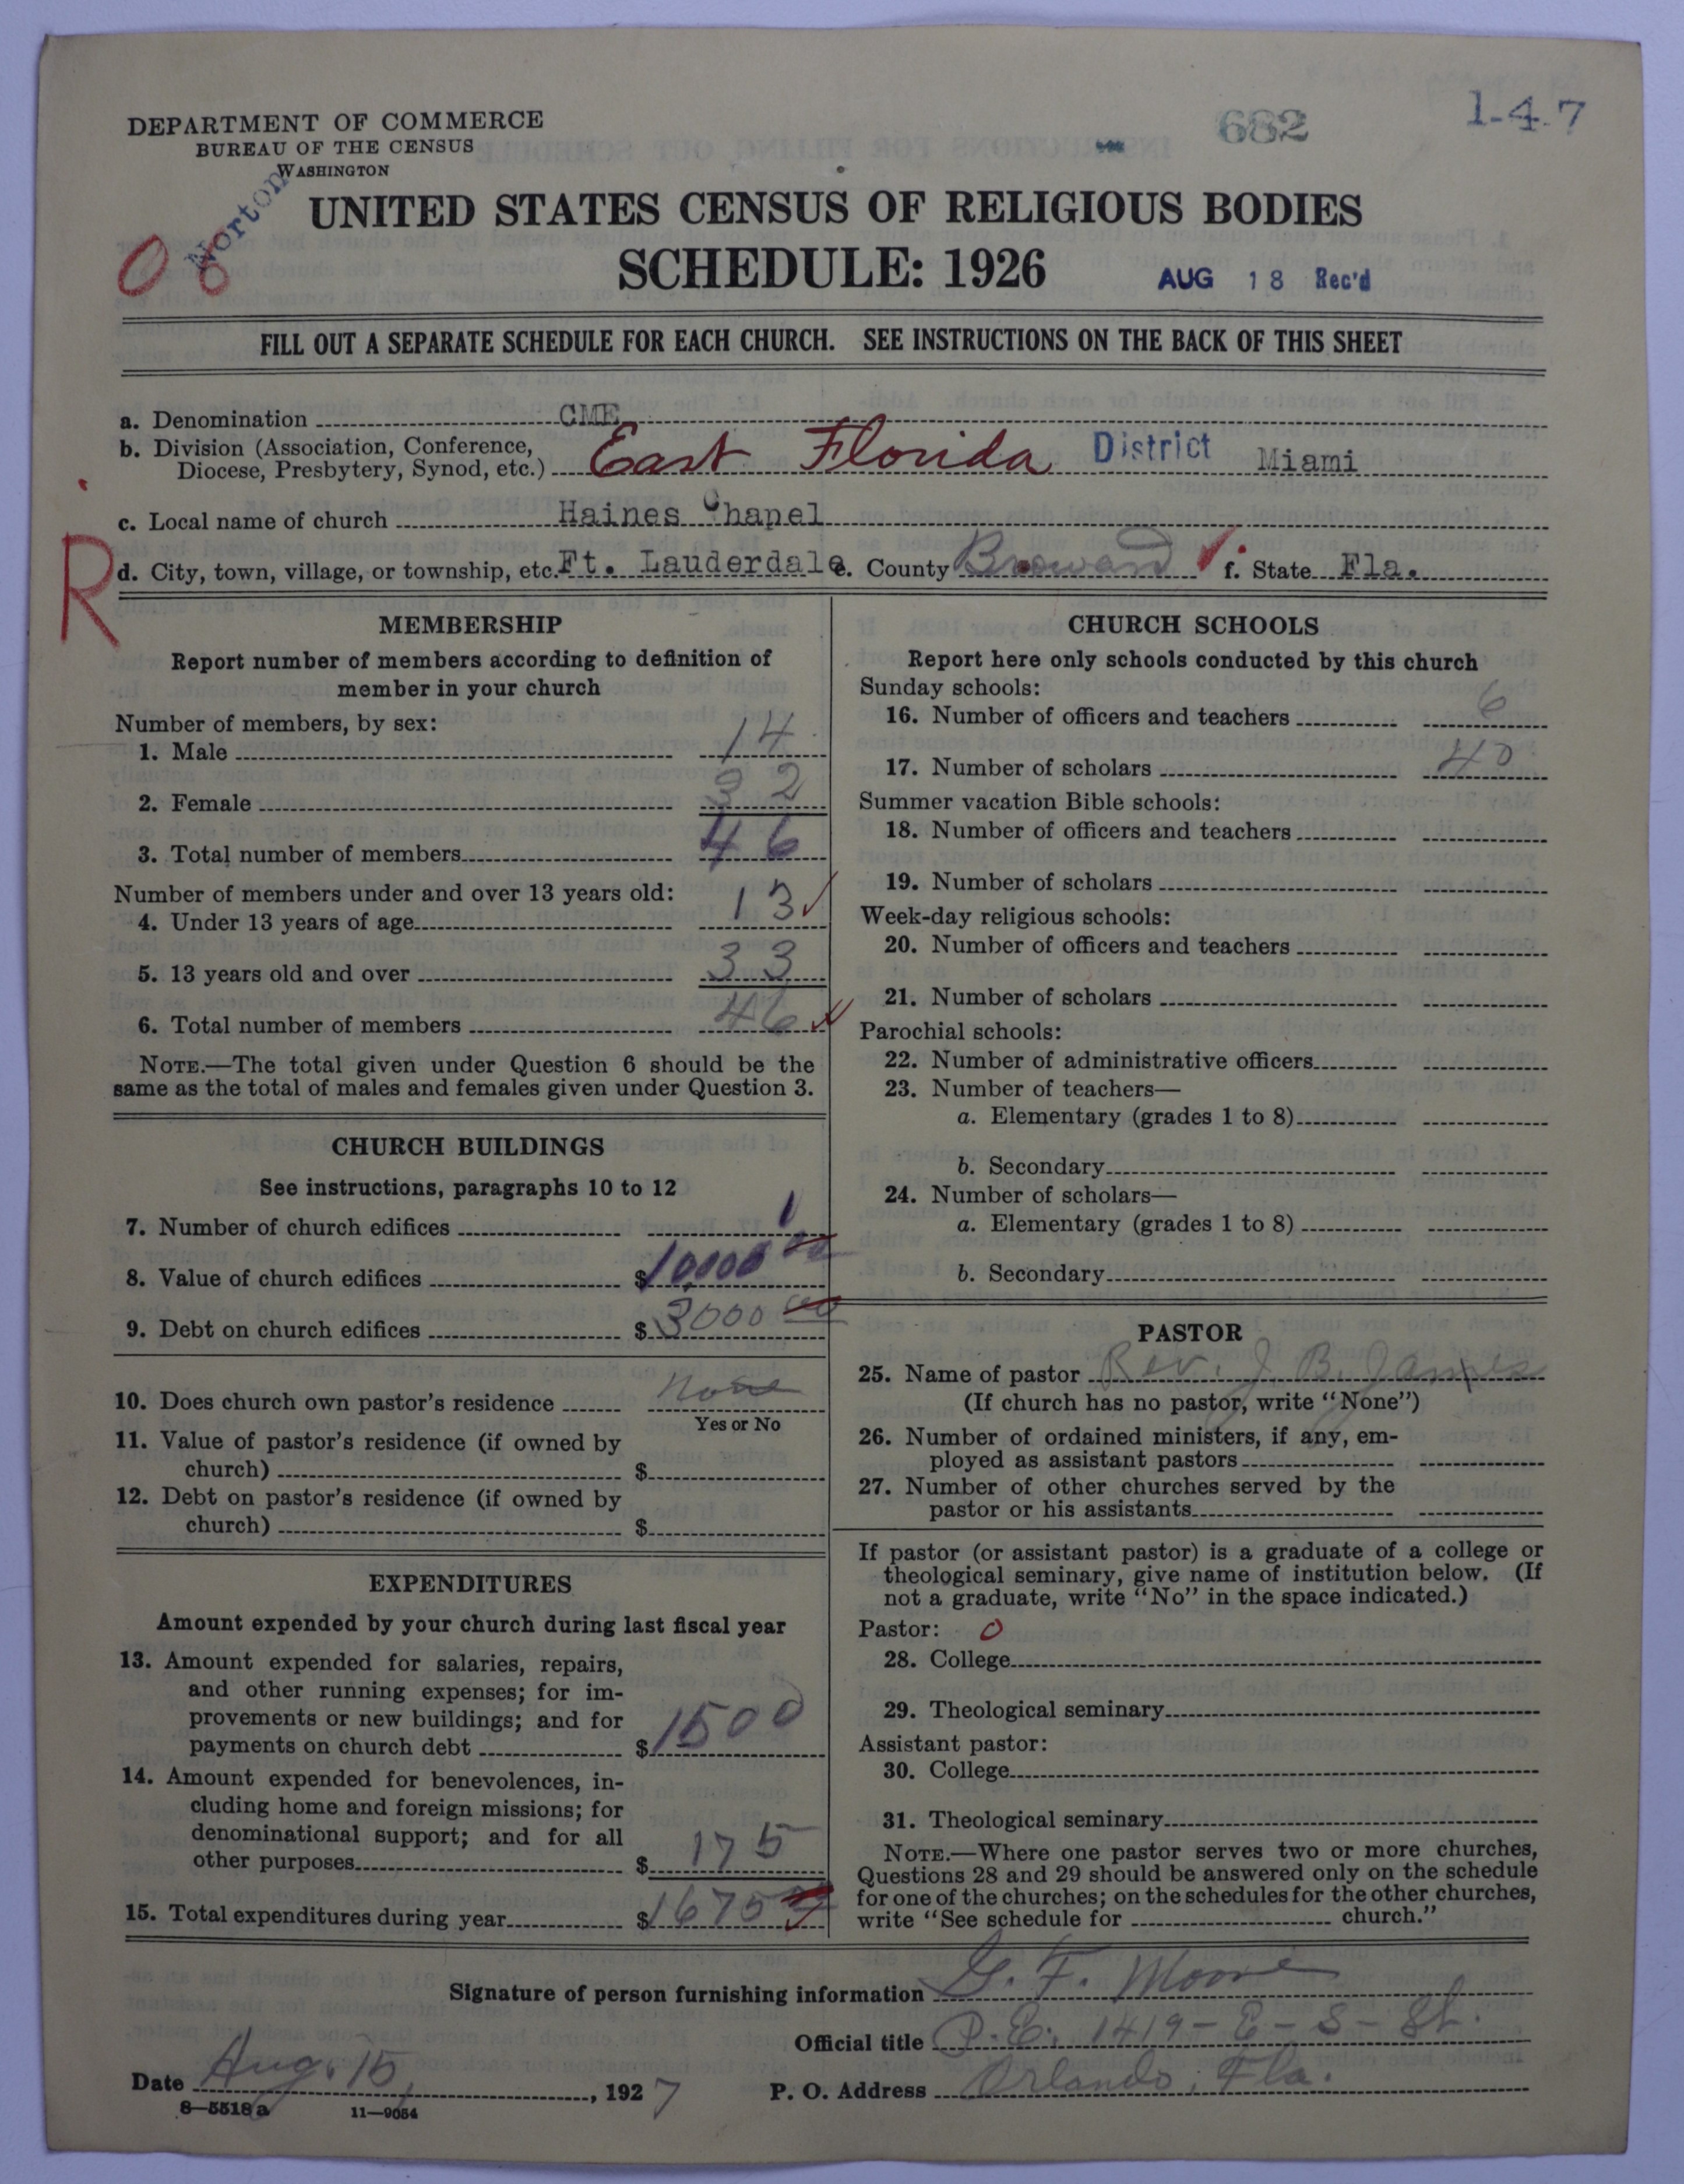 682
1-4-7
DEPARTMENT OF COMMERCE
BUREAU OF THE CENSUS
WASHINGTON
Norton
08
UNITED STATES CENSUS OF RELIGIOUS BODIES
SCHEDULE: 1926
AUG 18 Rec'd
FILL OUT A SEPARATE SCHEDULE FOR EACH CHURCH. SEE INSTRUCTIONS ON THE BACK OF THIS SHEET
a. Denomination CME
b. Division (Association, Conference,
Diocese, Presbytery, Synod, etc.) East Florida District Miami
c. Local name of church Haines Chapel
R
d. City, town, village, or township, etc. Ft. Lauderdale e. County Broward f. State Fla.
MEMBERSHIP
Report number of members according to definition of
member in your church
Number of members, by sex:
1. Male 14
2. Female 32
3. Total number of members 46
Number of members under and over 13 years old:
4. Under 13 years of age 13
5. 13 years old and over 33
6. Total number of members 46
NOTE.—The total given under Question 6 should be the
same as the total of males and females given under Question 3.
CHURCH BUILDINGS
See instructions, paragraphs 10 to 12
7. Number of church edifices 1
8. Value of church edifices $10,000 00
9. Debt on church edifices $3000 00
10. Does church own pastor's residence None
Yes or No
11. Value of pastor's residence (if owned by
church) $
12. Debt on pastor's residence (if owned by
church) $
EXPENDITURES
Amount expended by your church during last fiscal year
13. Amount expended for salaries, repairs,
and other running expenses; for im-
provements or new buildings; and for
payments on church debt $1500
14. Amount expended for benevolences, in-
cluding home and foreign missions; for
denominational support; and for all
other purposes $175
15. Total expenditures during year $1675
CHURCH SCHOOLS
Report here only schools conducted by this church
Sunday schools:
16. Number of officers and teachers 6
17. Number of scholars 40
Summer vacation Bible schools:
18. Number of officers and teachers
19. Number of scholars
Week-day religious schools:
20. Number of officers and teachers
21. Number of scholars
Parochial schools:
22. Number of administrative officers
23. Number of teachers—
a. Elementary (grades 1 to 8)
b. Secondary
24. Number of scholars—
a. Elementary (grades 1 to 8)
b. Secondary
PASTOR
25. Name of pastor Rev. J. B. James
(If church has no pastor, write "None")
26. Number of ordained ministers, if any, em-
ployed as assistant pastors
27. Number of other churches served by the
pastor or his assistants
If pastor (or assistant pastor) is a graduate of a college or
theological seminary, give name of institution below. (If
not a graduate, write "No" in the space indicated.)
Pastor: 0
28. College
29. Theological seminary
Assistant pastor:
30. College
31. Theological seminary
NOTE.—Where one pastor serves two or more churches,
Questions 28 and 29 should be answered only on the schedule
for one of the churches; on the schedules for the other churches,
write "See schedule for church."
Signature of person furnishing information G. F. Moore
Official title P.E. 1419-E-S-St.
Date Aug. 15, 1927 P. O. Address Orlando, Fla.
8—5518 a 11—9054